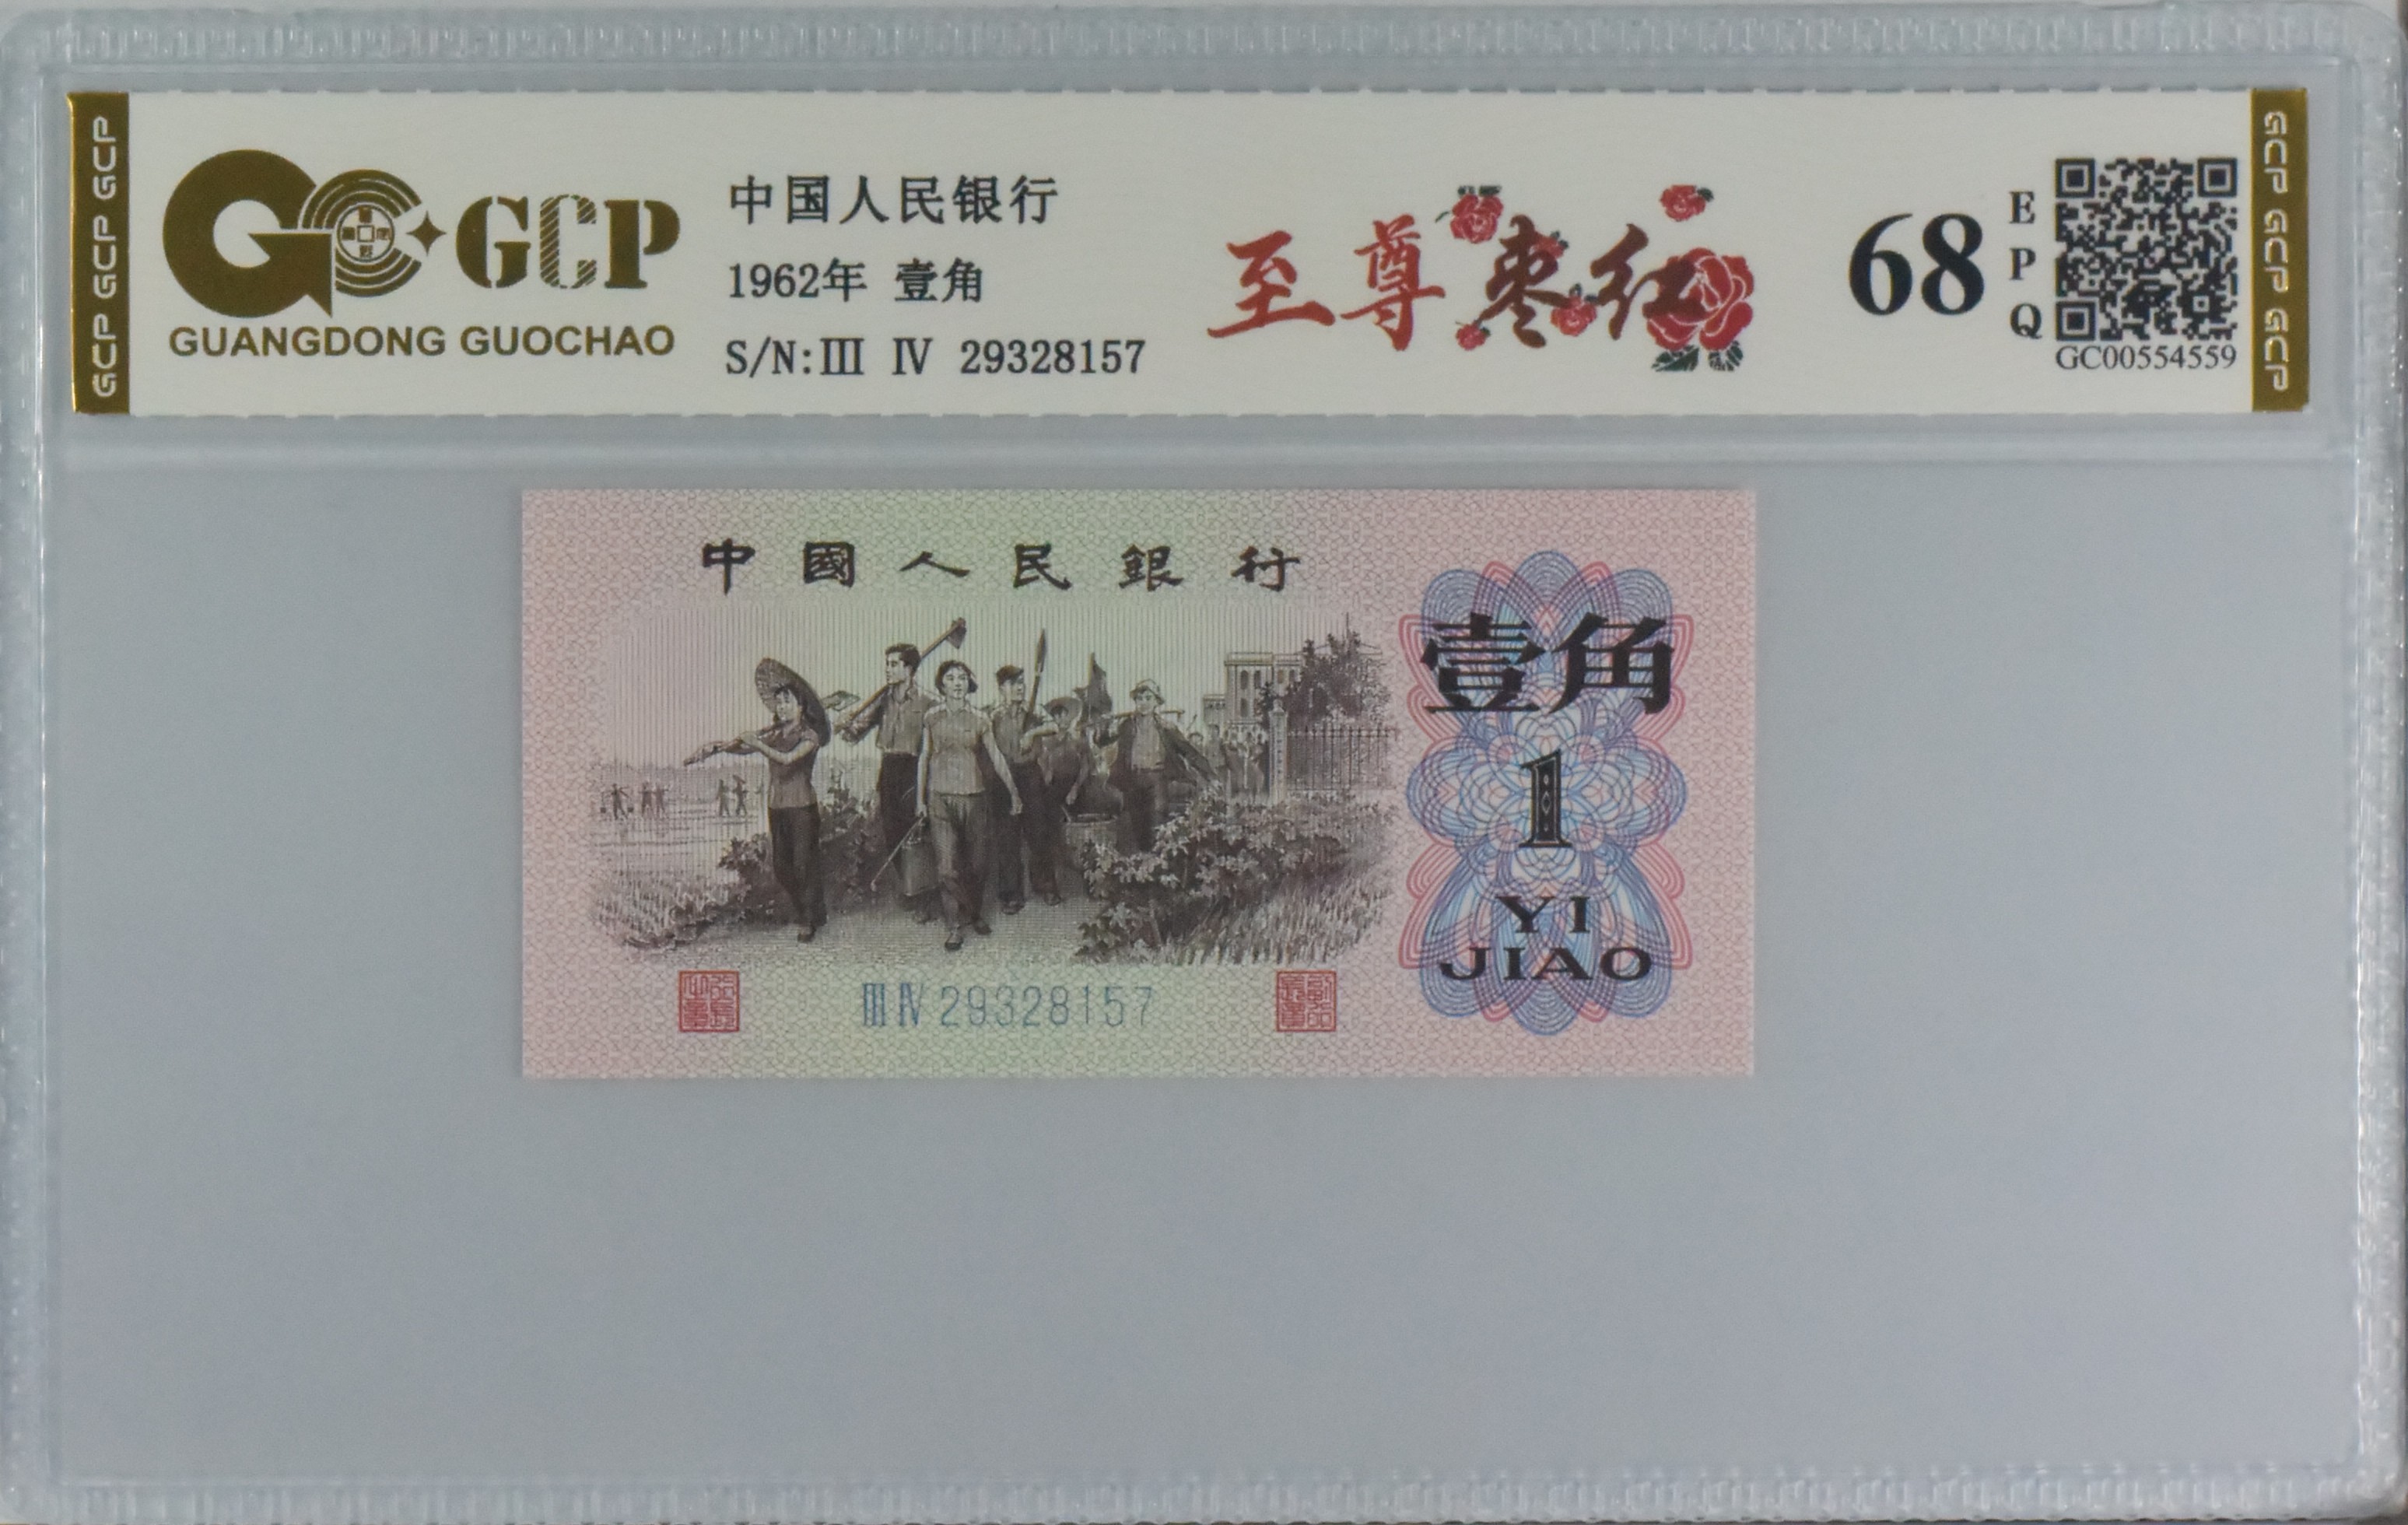 GCP GCP GCP
GCP
GUANGDONG GUOCHAO
中国人民银行
1962年 壹角
S/N:Ⅲ Ⅳ 29328157
至尊枣红
68
E
P
Q
GC00554559
GCP GCP GCP
中國人民銀行
壹角
1
YI
JIAO
ⅢⅣ 29328157